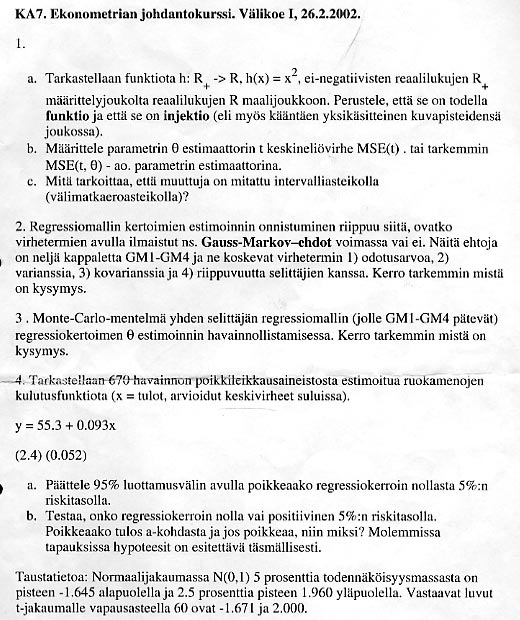 KA7. Ekonometrian johdantokurssi. Välikoe I, 26.2.2002.
1.
a. Tarkastellaan funktiota h: R+ -> R, h(x) = x², ei-negatiivisten reaalilukujen R+
määrittelyjoukolta reaalilukujen R maalijoukkoon. Perustele, että se on todella
funktio ja että se on injektio (eli myös kääntäen yksikäsitteinen kuvapisteidensä
joukossa).
b. Määrittele parametrin θ estimaattorin t keskineliövirhe MSE(t) . tai tarkemmin
MSE(t, θ) - ao. parametrin estimaattorina.
c. Mitä tarkoittaa, että muuttuja on mitattu intervalliasteikolla
(välimatkaeroasteikolla)?
2. Regressiomallin kertoimien estimoinnin onnistuminen riippuu siitä, ovatko
virhetermien avulla ilmaistut ns. Gauss-Markov–ehdot voimassa vai ei. Näitä ehtoja
on neljä kappaletta GM1-GM4 ja ne koskevat virhetermin 1) odotusarvoa, 2)
varianssia, 3) kovarianssia ja 4) riippuvuutta selittäjien kanssa. Kerro tarkemmin mistä
on kysymys.
3 . Monte-Carlo-mentelmä yhden selittäjän regressiomallin (jolle GM1-GM4 pätevät)
regressiokertoimen θ estimoinnin havainnollistamisessa. Kerro tarkemmin mistä on
kysymys.
4. Tarkastellaan 670 havainnon poikkileikkausaineistosta estimoitua ruokamenojen
kulutusfunktiota (x = tulot, arvioidut keskivirheet suluissa).
y = 55.3 + 0.093x
(2.4) (0.052)
a. Päättele 95% luottamusvälin avulla poikkeaako regressiokerroin nollasta 5%:n
riskitasolla.
b. Testaa, onko regressiokerroin nolla vai positiivinen 5%:n riskitasolla.
Poikkeaako tulos a-kohdasta ja jos poikkeaa, niin miksi? Molemmissa
tapauksissa hypoteesit on esitettävä täsmällisesti.
Taustatietoa: Normaalijakaumassa N(0,1) 5 prosenttia todennäköisyysmassasta on
pisteen -1.645 alapuolella ja 2.5 prosenttia pisteen 1.960 yläpuolella. Vastaavat luvut
t-jakaumalle vapausasteella 60 ovat -1.671 ja 2.000.